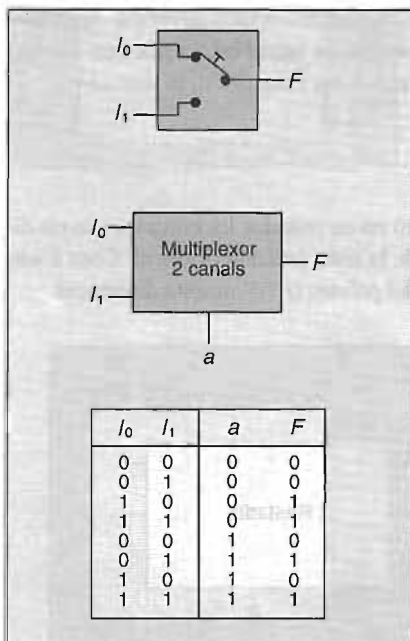 I₀
F
I₁
I₀
Multiplexor
2 canals
F
I₁
a
I₀ I₁ a F
0 0 0 0
0 1 0 0
1 0 0 1
1 1 0 1
0 0 1 0
0 1 1 1
1 0 1 0
1 1 1 1